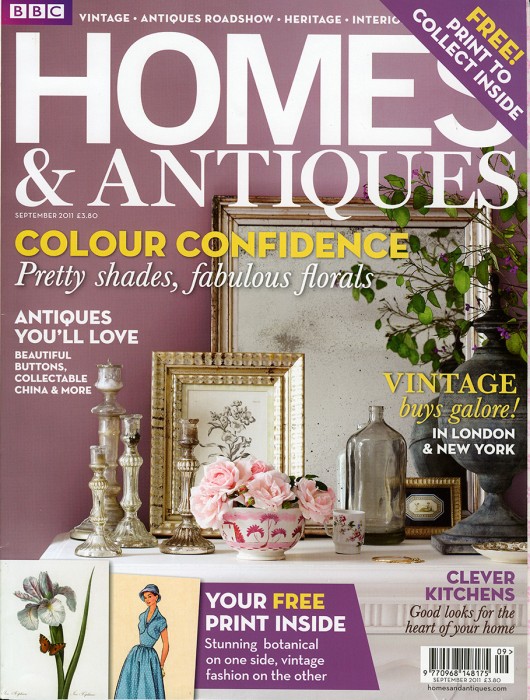 BBC
VINTAGE • ANTIQUES ROADSHOW • HERITAGE •
FREE!
PRINT TO
COLLECT INSIDE
HOMES
& ANTIQUES
SEPTEMBER 2011 £3.80
COLOUR CONFIDENCE
Pretty shades, fabulous florals
ANTIQUES
YOU'LL LOVE
BEAUTIFUL
BUTTONS,
COLLECTABLE
CHINA & MORE
VINTAGE
buys galore!
IN LONDON
& NEW YORK
CLEVER
KITCHENS
Good looks for the
heart of your home
YOUR FREE
PRINT INSIDE
Stunning botanical
on one side, vintage
fashion on the other
09>
9 770968 148175
SEPTEMBER 2011 £3.80
homesandantiques.com